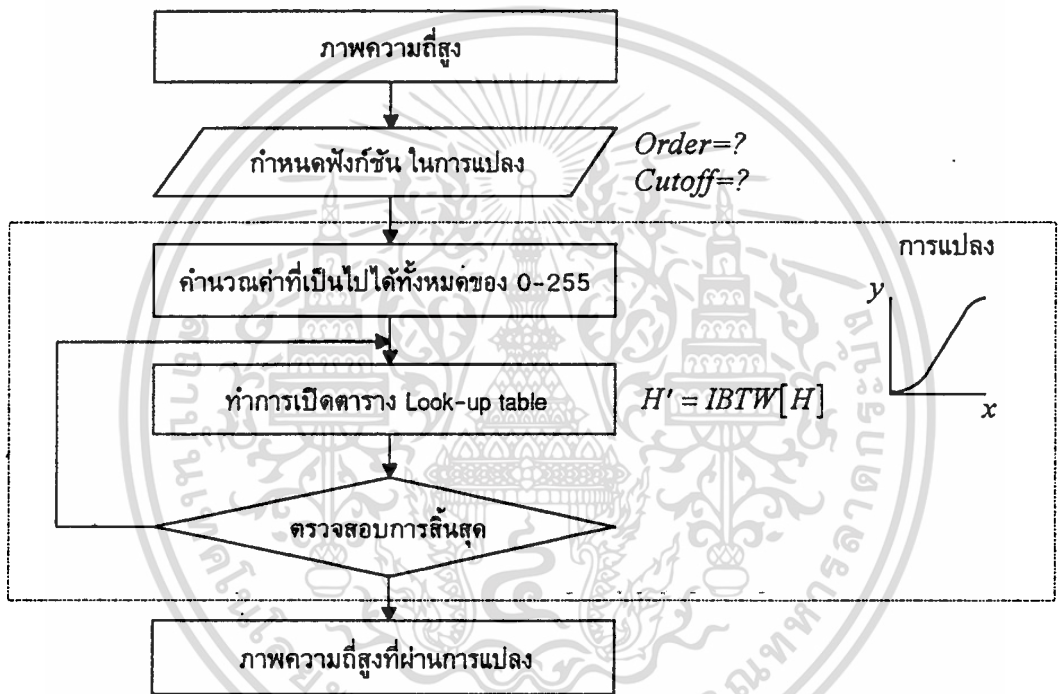 ภาพความถี่สูง
กำหนดฟังก์ชัน ในการแปลง
Order=?
Cutoff=?
การแปลง
คำนวณค่าที่เป็นไปได้ทั้งหมดของ 0-255
y
x
ทำการเปิดตาราง Look-up table
H' = IBTW[H]
ตรวจสอบการสิ้นสุด
ภาพความถี่สูงที่ผ่านการแปลง